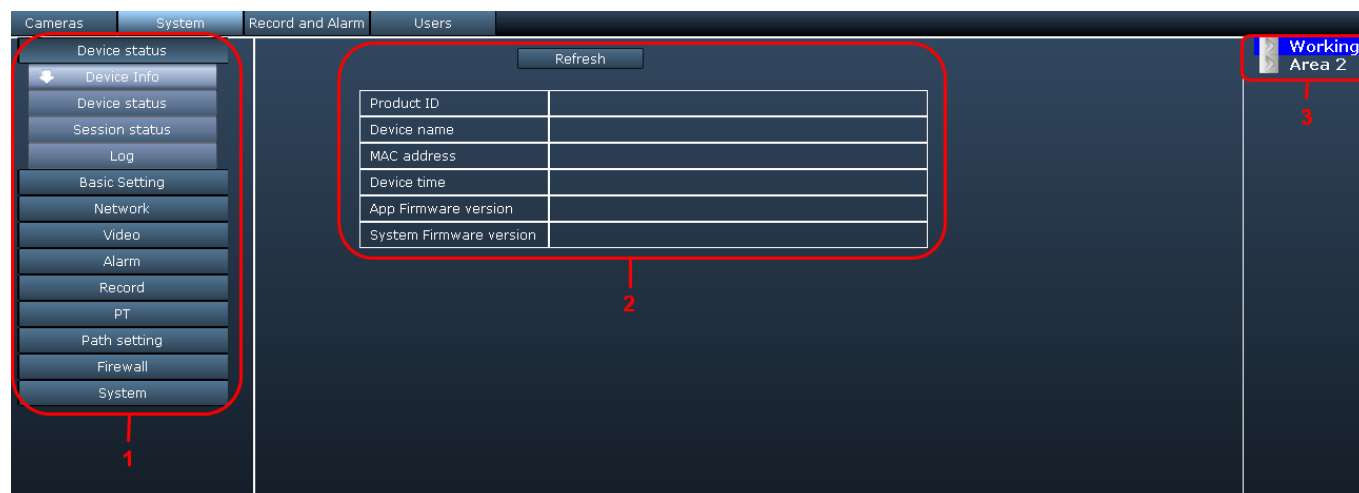 Cameras System Record and Alarm Users
Device status
Device Info
Device status
Session status
Log
Basic Setting
Network
Video
Alarm
Record
PT
Path setting
Firewall
System
1
Refresh
Product ID
Device name
MAC address
Device time
App Firmware version
System Firmware version
2
Working
Area 2
3